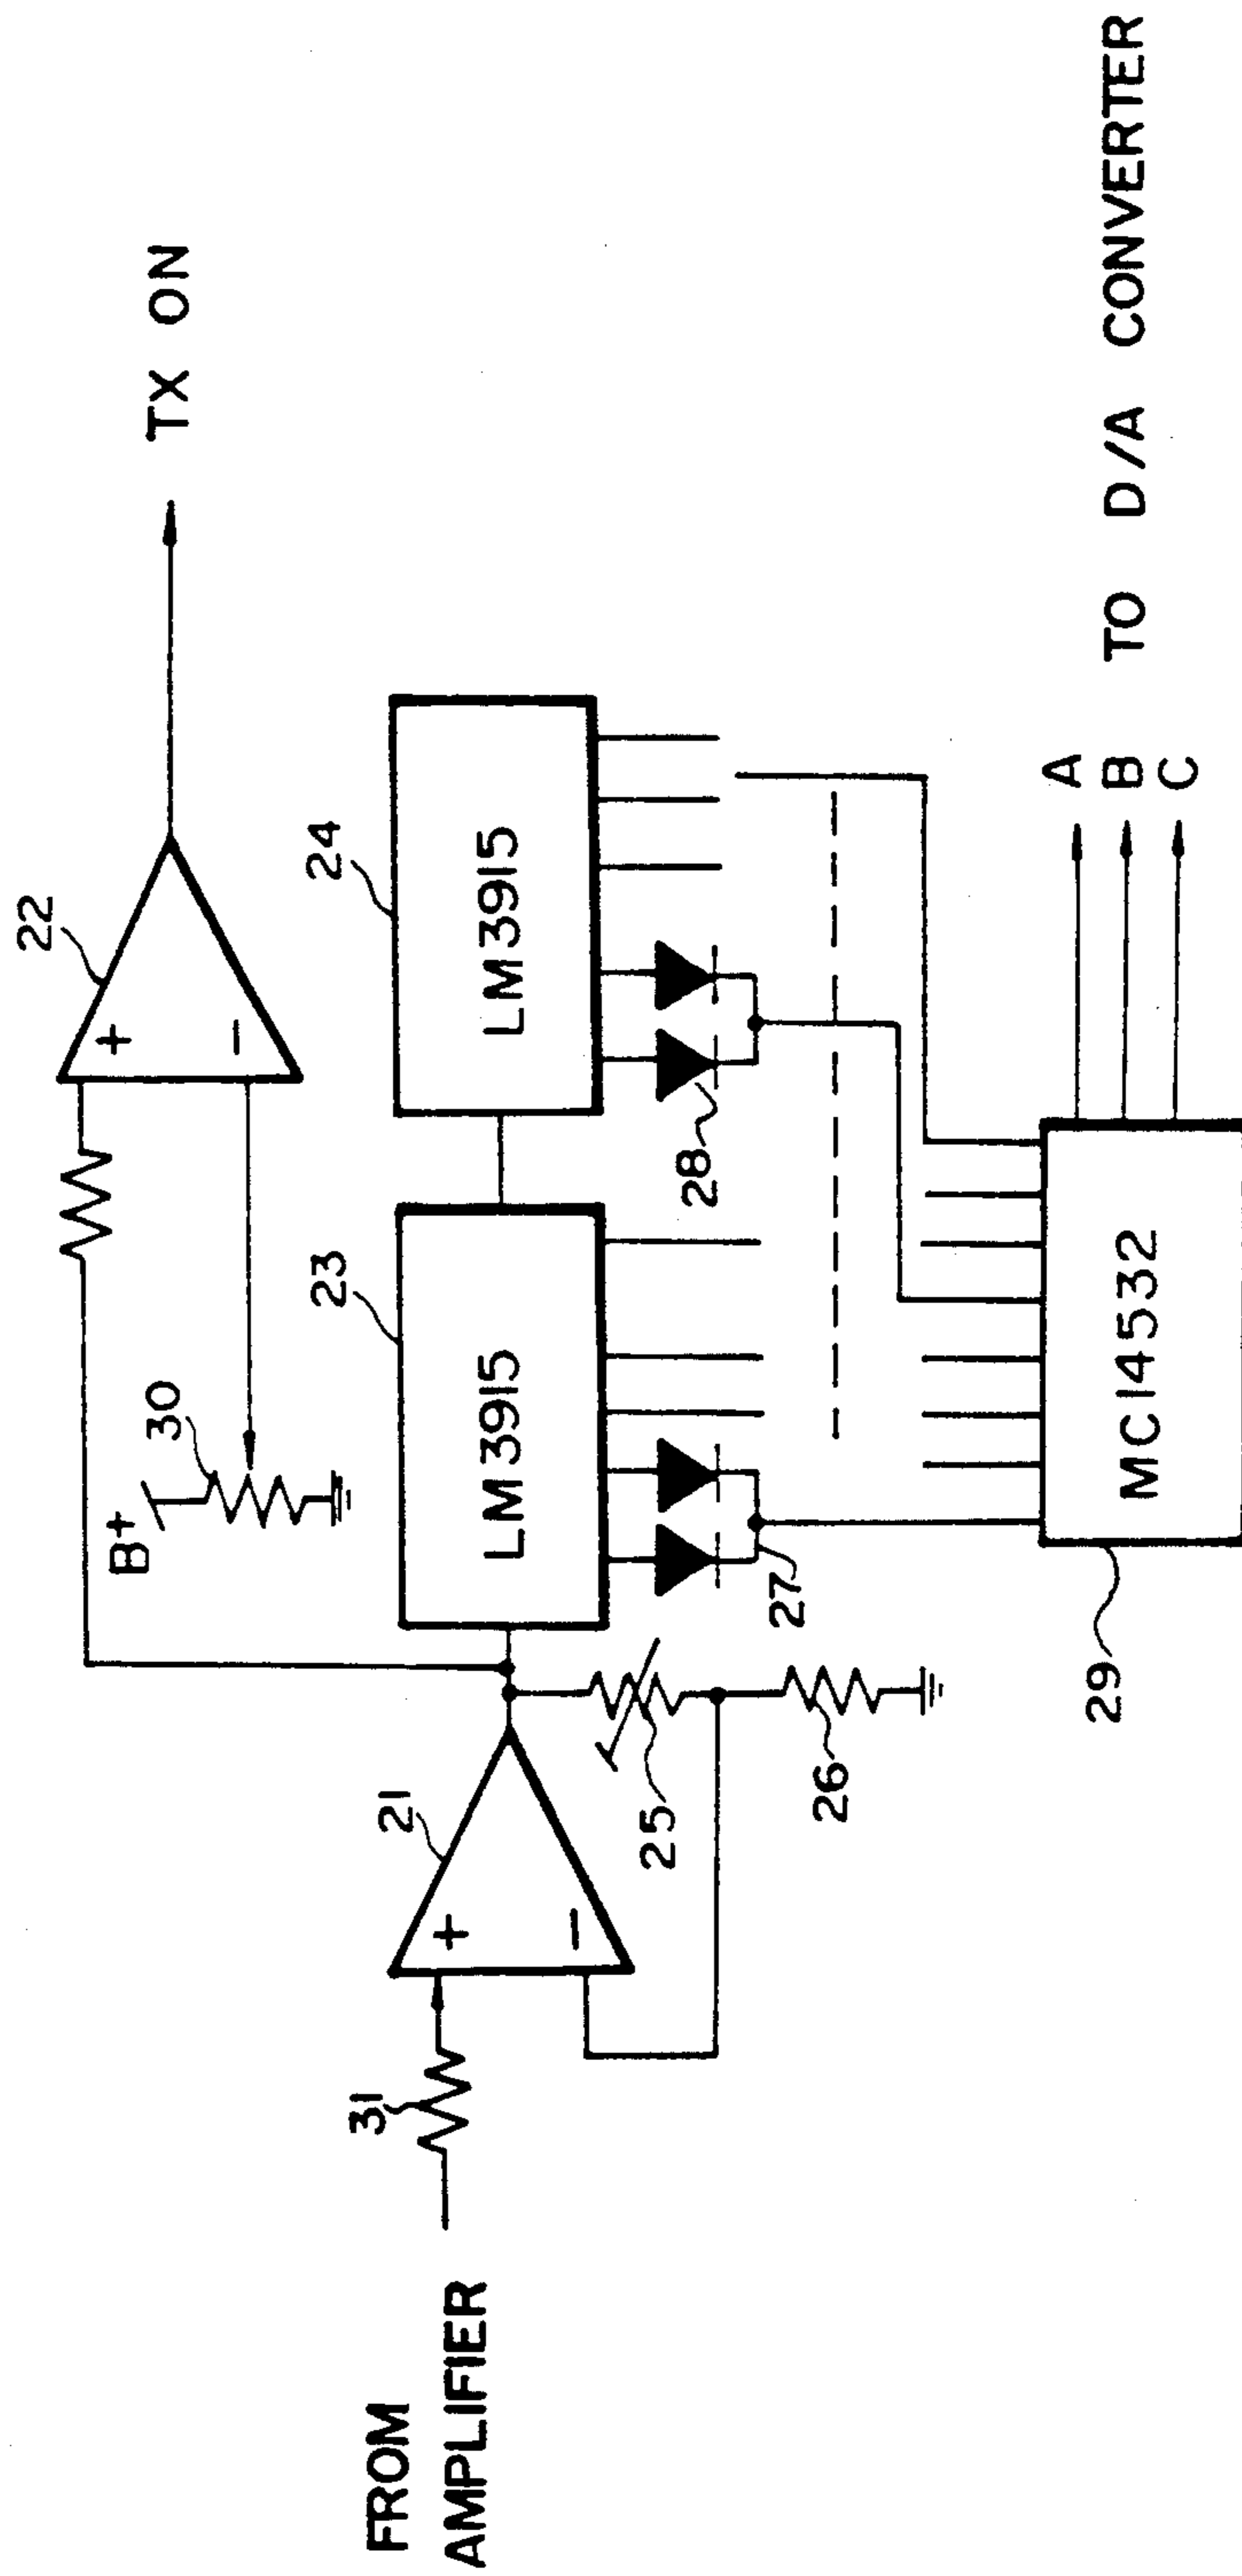 22
TX ON
B+
30
+
−
24
LM3915
23
LM3915
28
21
+
−
31
FROM
AMPLIFIER
25
27
26
A
B TO D/A CONVERTER
C
MC14532
29